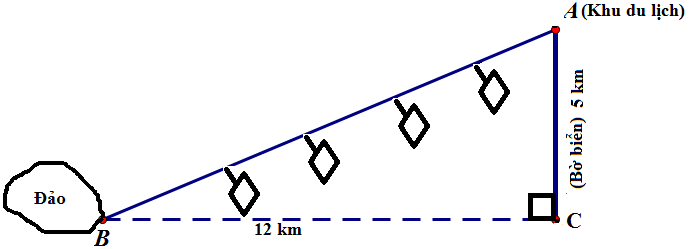 A (Khu du lịch)
(Bờ biển) 5 km
Đảo
B
12 km
C